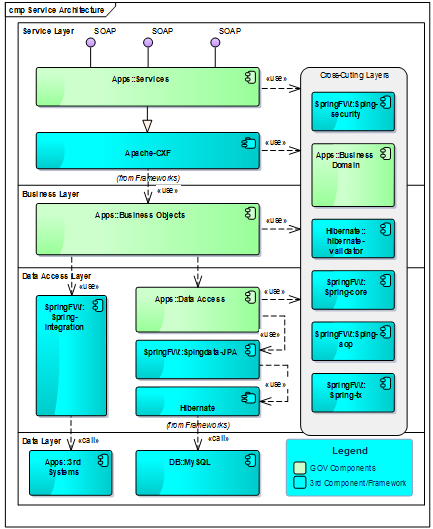 cmp Service Architecture
Service Layer
SOAP
SOAP
SOAP
Apps::Services
«use»
Cross-Cuting Layers
SpringFW::Sping-
security
Apache-CXF
«use»
(from Frameworks)
«use»
Apps::Business
Domain
Business Layer
Apps::Business Objects
«use»
Hibernate::
hibernate-
validator
Data Access Layer
«use»
«use»
SpringFW::
Spring-
integration
Apps::Data Access
«use»
SpringFW::
Spring-core
«use»
SpringFW::Spingdata-JPA
SpringFW::Sping-
aop
«use»
Hibernate
(from Frameworks)
SpringFW::
Spring-tx
Data Layer
«call»
«call»
Apps::3rd
Systems
DB::MySQL
Legend
GOV Components
3rd Component/Framework